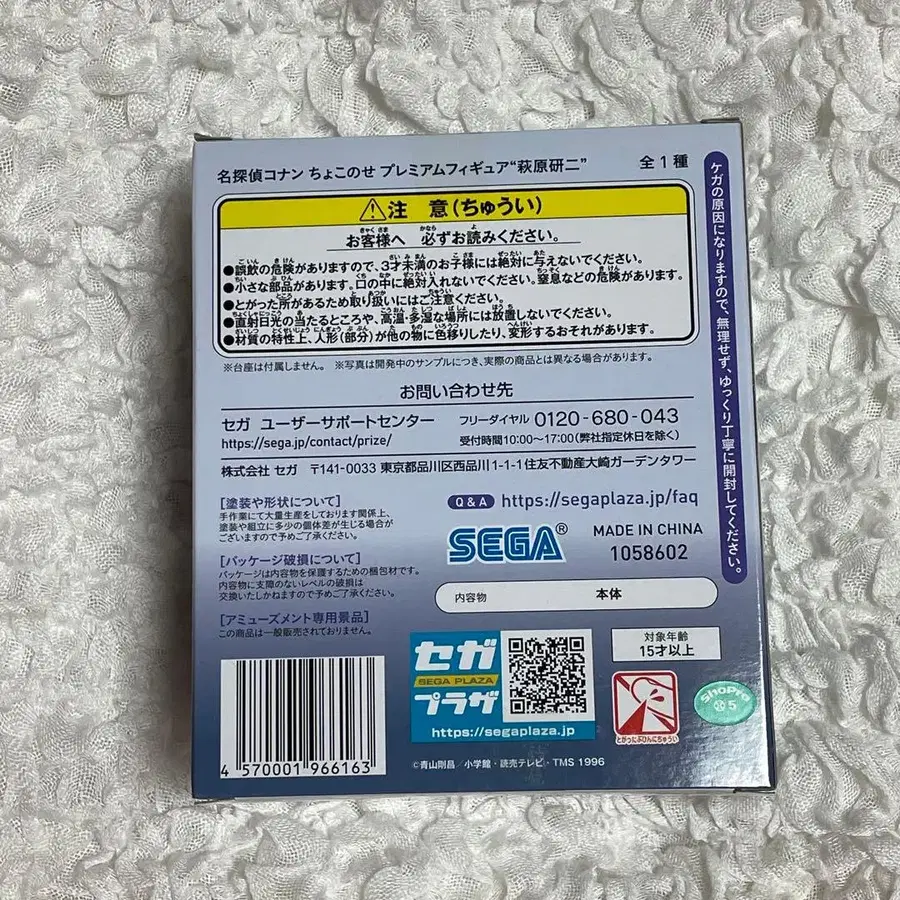 名探偵コナン ちょこのせ プレミアムフィギュア“萩原研二” 全1種
⚠注 意(ちゅうい)
お客様へ 必ずお読みください。
●誤飲の危険がありますので、3才未満のお子様には絶対に与えないでください。
●小さな部品があります。口の中に絶対入れないでください。窒息などの危険があります。
●とがった所があるため取り扱いにはご注意ください。
●直射日光の当たるところや、高温・多湿な場所には放置しないでください。
●材質の特性上、人形(部分)が他の物に色移りしたり、変形するおそれがあります。
※台座は付属しません。 ※写真は開発中のサンプルにつき、実際の商品とは異なる場合があります。
お問い合わせ先
セガ ユーザーサポートセンター
https://sega.jp/contact/prize/
フリーダイヤル 0120-680-043
受付時間10:00〜17:00(弊社指定休日を除く)
株式会社 セガ 〒141-0033 東京都品川区西品川1-1-1住友不動産大崎ガーデンタワー
[塗装や形状について]
手作業にて大量生産をしております関係上、
塗装や組立に多少の個体差が生じる場合が
ございますので予めご了承ください。
[パッケージ破損について]
パッケージは内容物を保護するための梱包材です。
内容物に支障のないレベルの破損は
交換いたしかねますので予めご了承ください。
[アミューズメント専用景品]
この商品は一般販売されておりません。
Q&A https://segaplaza.jp/faq
SEGA®
MADE IN CHINA
1058602
内容物 本体
セガ
SEGA PLAZA
プラザ
https://segaplaza.jp
対象年齢
15才以上
とがったぶひんにちゅうい
ShoPro
5
4 570001 966163
©青山剛昌/小学館・読売テレビ・TMS 1996
ケガの原因になりますので、無理せず、ゆっくり丁寧に開封してください。